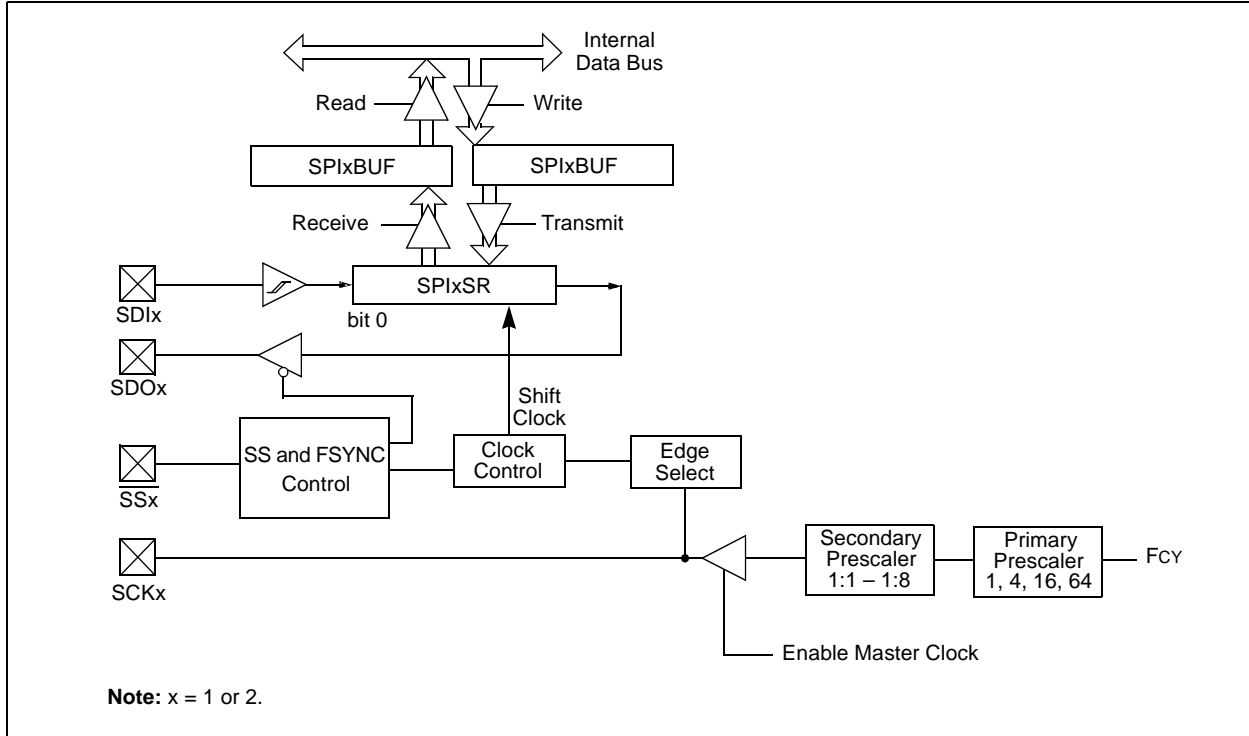 Internal
Data Bus
Read
Write
SPIxBUF
SPIxBUF
Receive
Transmit
SPIxSR
SDIx
bit 0
SDOx
Shift
Clock
SS and FSYNC
Control
Clock
Control
Edge
Select
SSx
SCKx
Secondary
Prescaler
1:1 – 1:8
Primary
Prescaler
1, 4, 16, 64
FCY
Enable Master Clock
Note: x = 1 or 2.